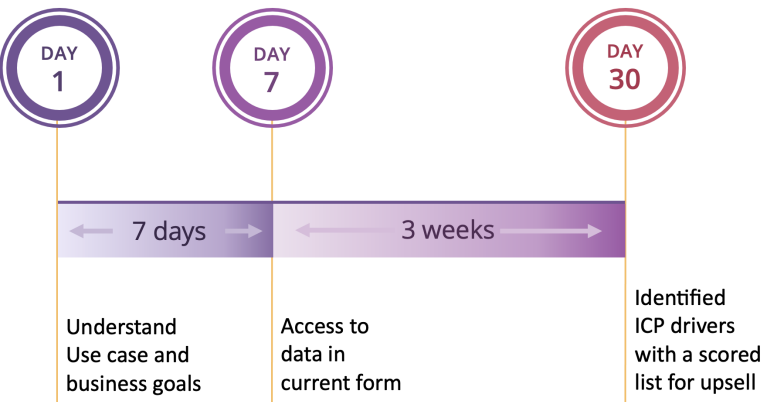 DAY
1
DAY
7
DAY
30
7 days
3 weeks
Understand
Use case and
business goals
Access to
data in
current form
Identified
ICP drivers
with a scored
list for upsell